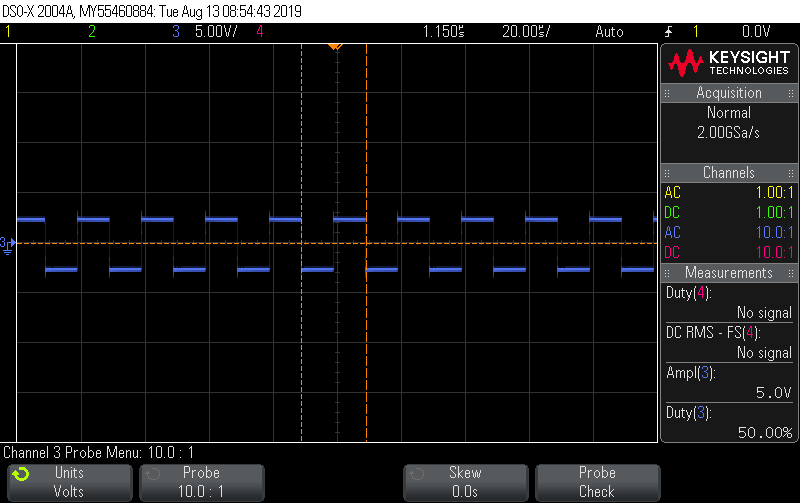 DSO-X 2004A, MY55460884: Tue Aug 13 08:54:43 2019
1 2 3 5.00V/ 4 1.150s 20.00s/ Auto 1 0.0V
KEYSIGHT
TECHNOLOGIES
Acquisition
Normal
2.00GSa/s
Channels
AC 1.00:1
DC 1.00:1
AC 10.0:1
DC 10.0:1
Measurements
Duty(4):
No signal
DC RMS - FS(4):
No signal
Ampl(3):
5.0V
Duty(3):
50.00%
3
Channel 3 Probe Menu: 10.0 : 1
Units
Volts
Probe
10.0 : 1
Skew
0.0s
Probe
Check